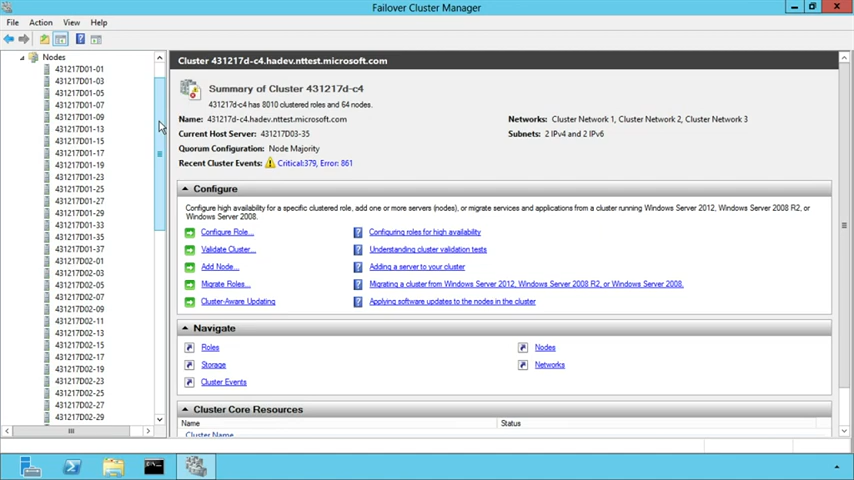 Failover Cluster Manager
File Action View Help
Nodes
431217D01-01
431217D01-03
431217D01-05
431217D01-07
431217D01-09
431217D01-13
431217D01-15
431217D01-17
431217D01-19
431217D01-23
431217D01-25
431217D01-27
431217D01-29
431217D01-33
431217D01-35
431217D01-37
431217D02-01
431217D02-03
431217D02-05
431217D02-07
431217D02-09
431217D02-11
431217D02-13
431217D02-15
431217D02-17
431217D02-19
431217D02-23
431217D02-25
431217D02-27
431217D02-29
Cluster 431217d-c4.hadev.nttest.microsoft.com
Summary of Cluster 431217d-c4
431217d-c4 has 8010 clustered roles and 64 nodes.
Name: 431217d-c4.hadev.nttest.microsoft.com
Networks: Cluster Network 1, Cluster Network 2, Cluster Network 3
Current Host Server: 431217D03-35
Subnets: 2 IPv4 and 2 IPv6
Quorum Configuration: Node Majority
Recent Cluster Events: Critical:379, Error: 861
Configure
Configure high availability for a specific clustered role, add one or more servers (nodes), or migrate services and applications from a cluster running Windows Server 2012, Windows Server 2008 R2, or
Windows Server 2008.
Configure Role... Configuring roles for high availability
Validate Cluster... Understanding cluster validation tests
Add Node... Adding a server to your cluster
Migrate Roles... Migrating a cluster from Windows Server 2012, Windows Server 2008 R2, or Windows Server 2008.
Cluster-Aware Updating Applying software updates to the nodes in the cluster
Navigate
Roles Nodes
Storage Networks
Cluster Events
Cluster Core Resources
Name Status
Cluster Name